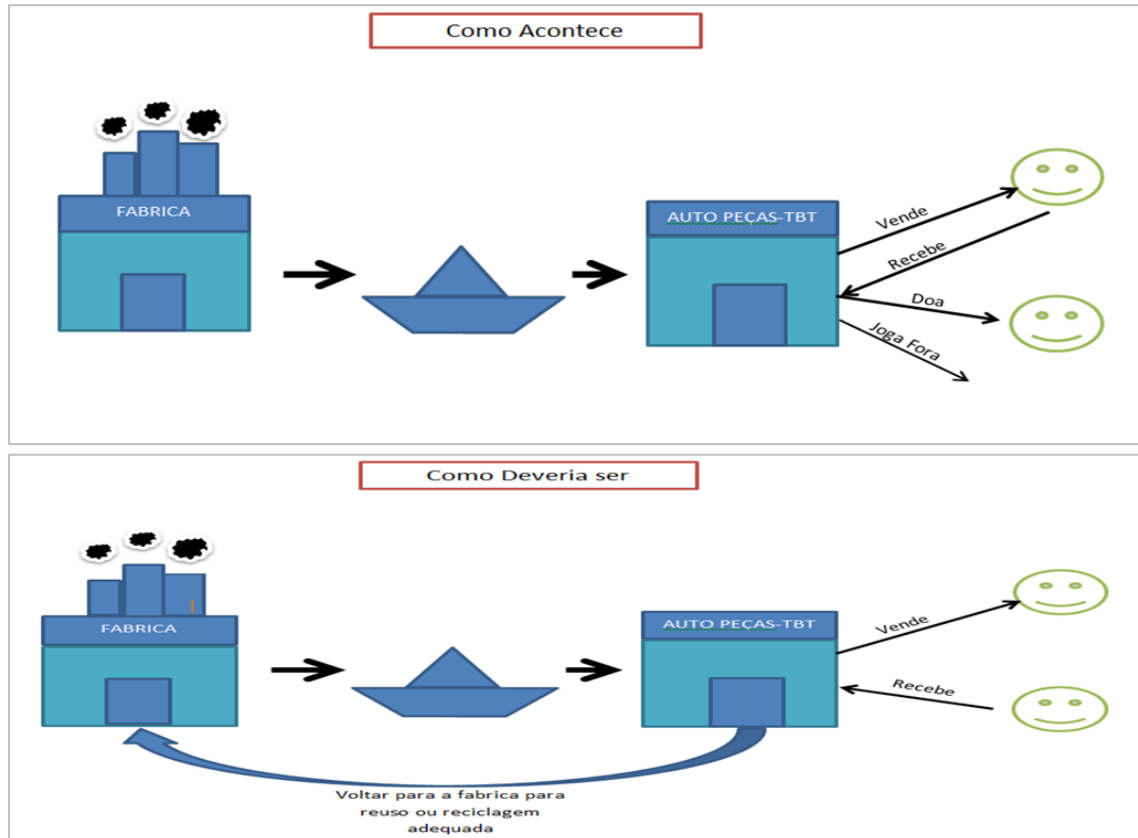 Como Acontece
FABRICA
AUTO PEÇAS-TBT
Vende
Recebe
Doa
Joga Fora
Como Deveria ser
FABRICA
AUTO PEÇAS-TBT
Vende
Recebe
Voltar para a fabrica para
reuso ou reciclagem
adequada